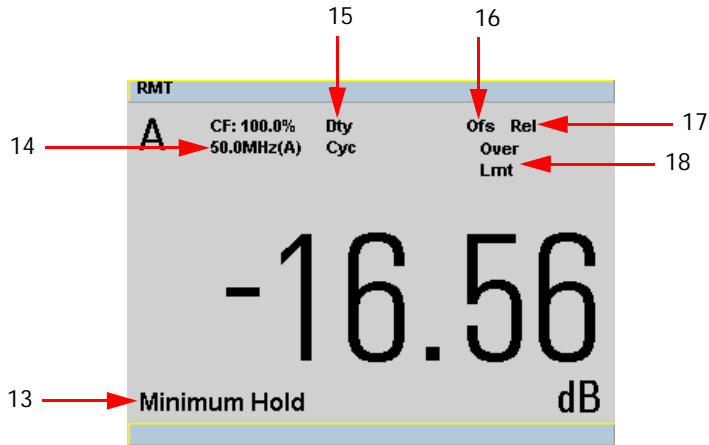 15
16
RMT
A
CF: 100.0%
Dty
Ofs Rel
17
14
50.0MHz(A)
Cyc
Over
Lmt
18
-16.56
13
Minimum Hold
dB